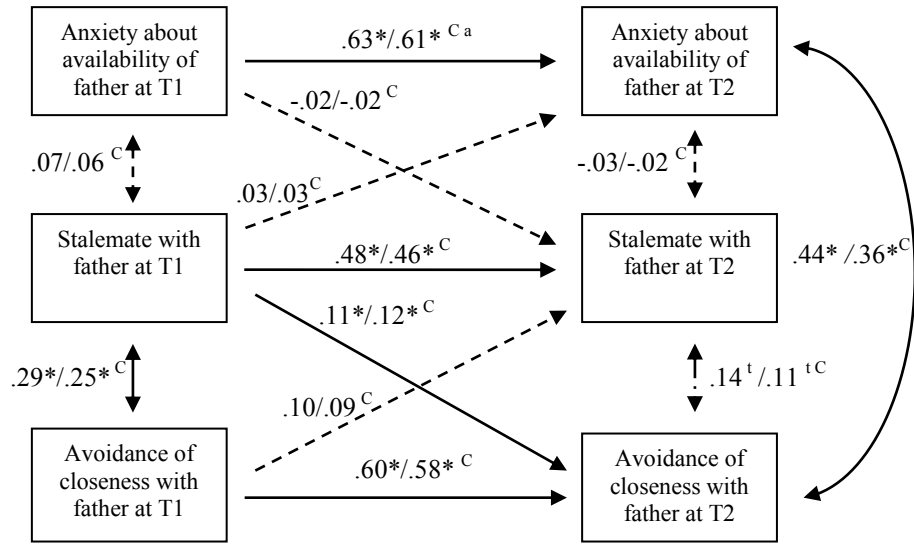 Anxiety about
availability of
father at T1
.63*/.61* C a
Anxiety about
availability of
father at T2
-.02/-.02 C
.07/.06 C
.03/.03 C
-.03/-.02 C
Stalemate with
father at T1
.48*/.46* C
Stalemate with
father at T2
.44* /.36*C
.11*/.12* C
.29*/.25* C
.10/.09 C
.14 t /.11 t C
Avoidance of
closeness with
father at T1
.60*/.58* C
Avoidance of
closeness with
father at T2